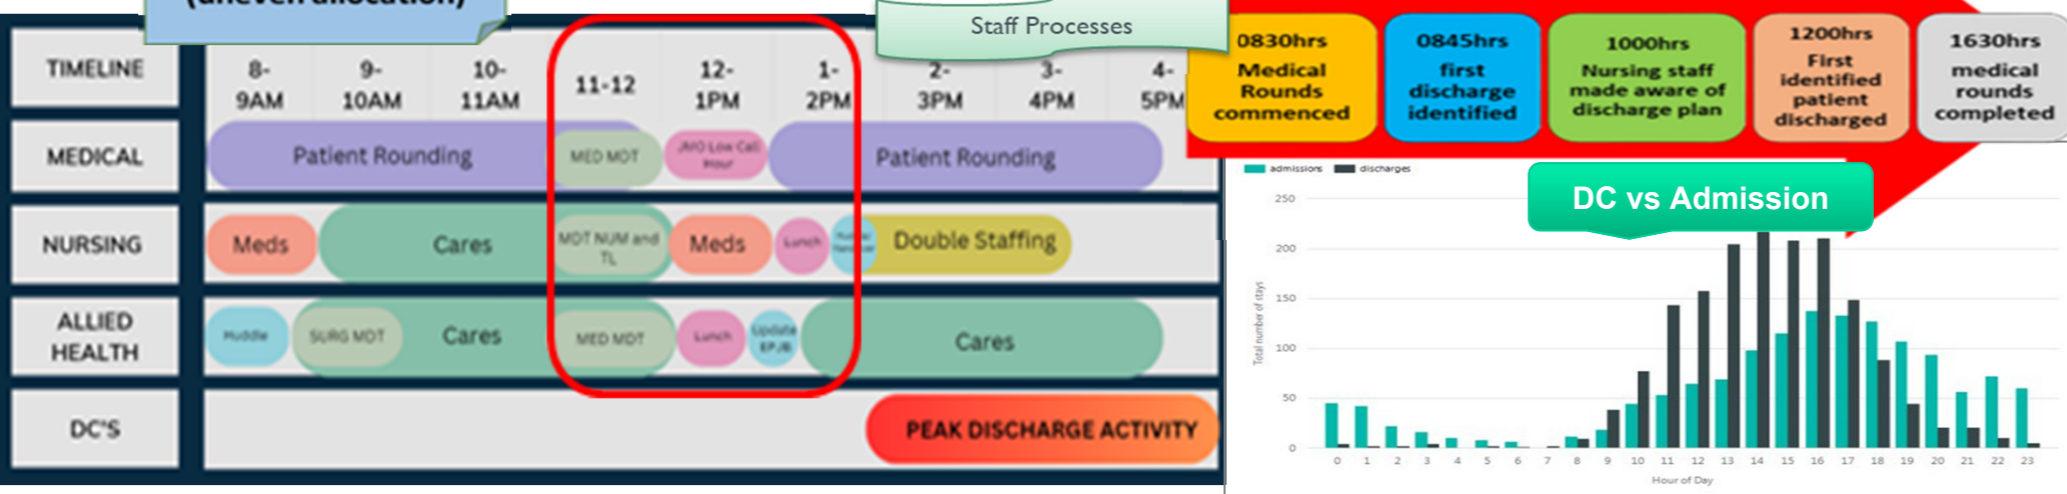 (uneven allocation)
Staff Processes
TIMELINE
8-
9AM
9-
10AM
10-
11AM
11-12
12-
1PM
1-
2PM
2-
3PM
3-
4PM
4-
5PM
MEDICAL
Patient Rounding
MED MDT
JMO Low Call
Hour
Patient Rounding
NURSING
Meds
Cares
MDT NUM and
TL
Meds
Lunch
Double Staffing
ALLIED
HEALTH
Huddle
SURG MDT
Cares
MED MDT
Lunch
Update
EPJB
Cares
DC'S
PEAK DISCHARGE ACTIVITY
0830hrs
Medical
Rounds
commenced
0845hrs
first
discharge
identified
1000hrs
Nursing staff
made aware of
discharge plan
1200hrs
First
identified
patient
discharged
1630hrs
medical
rounds
completed
admissions
discharges
DC vs Admission
Total number of stays
250
200
150
100
50
0
0 1 2 3 4 5 6 7 8 9 10 11 12 13 14 15 16 17 18 19 20 21 22 23
Hour of Day